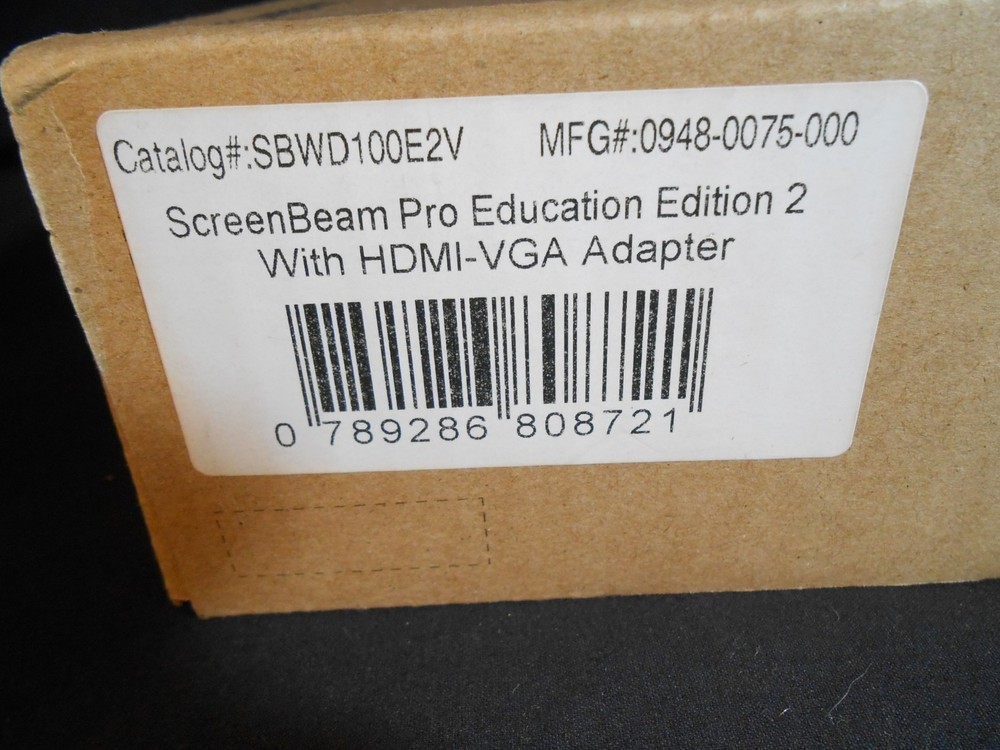 Catalog#:SBWD100E2V MFG#:0948-0075-000
ScreenBeam Pro Education Edition 2
With HDMI-VGA Adapter
0 789286 808721